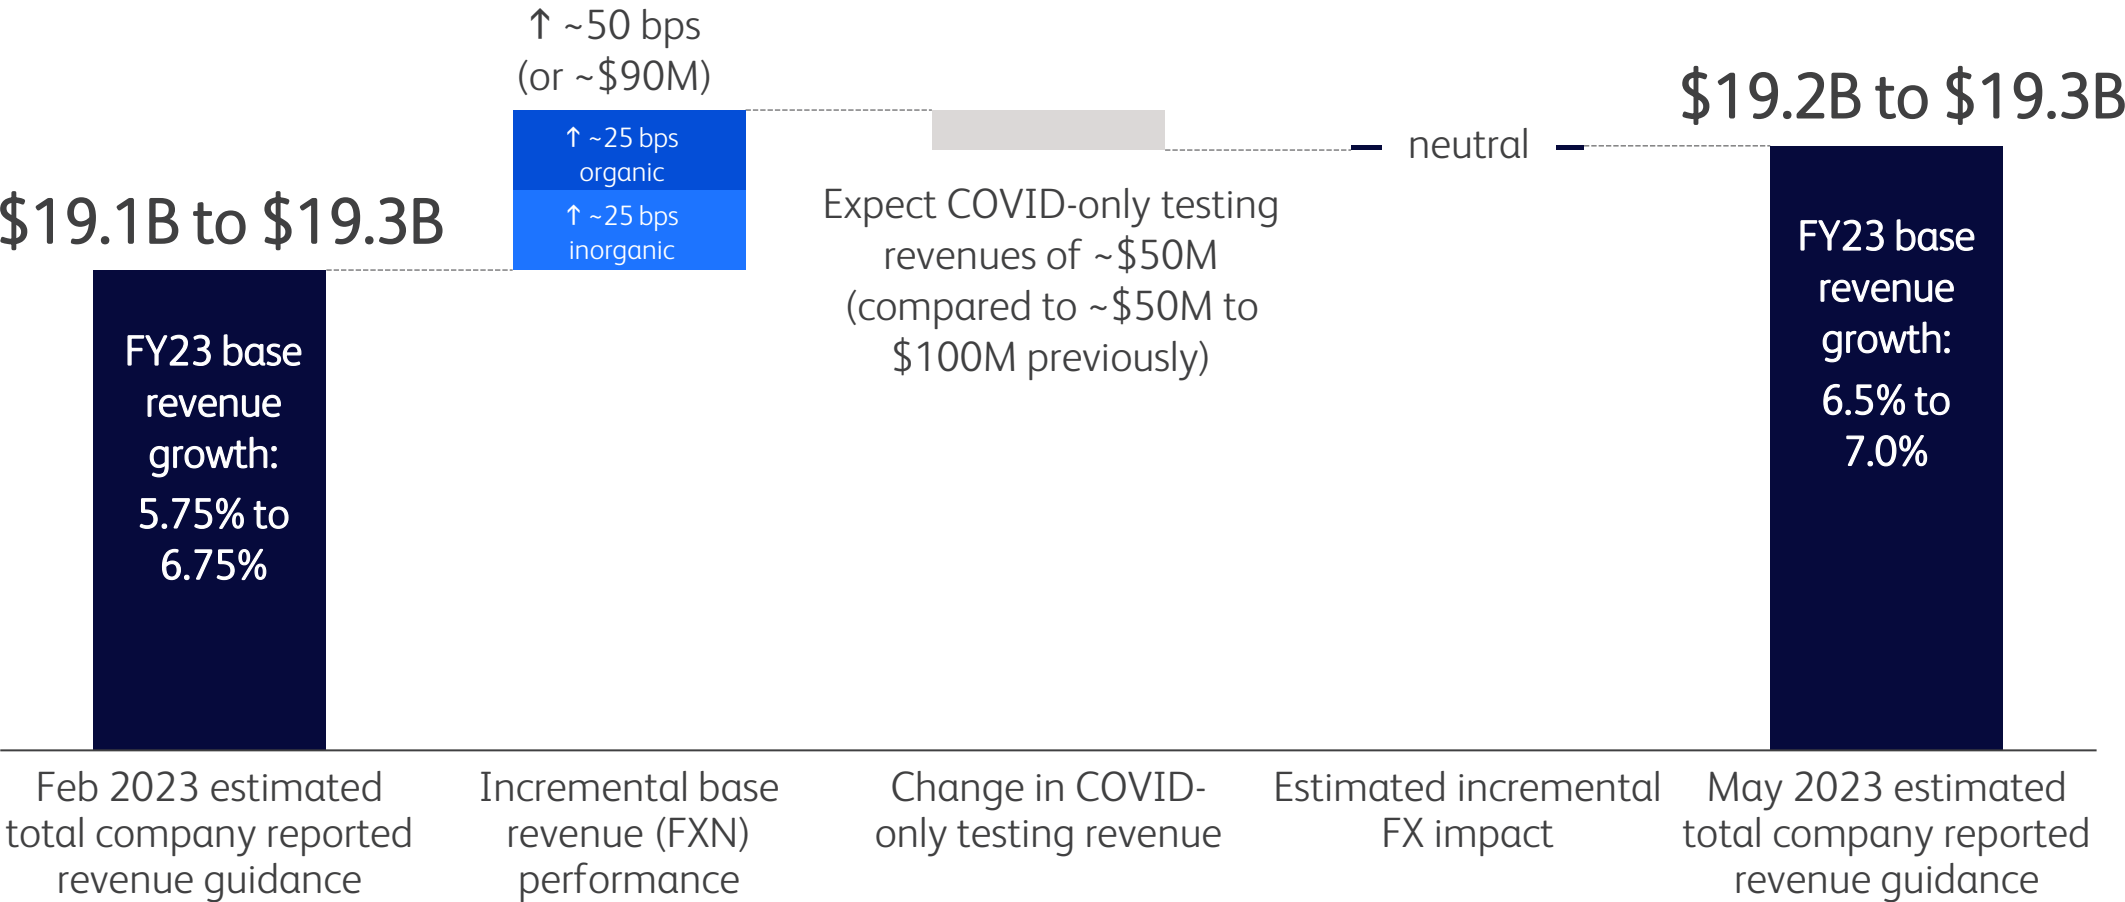 ↑ ~50 bps
(or ~$90M)
↑ ~25 bps
organic
↑ ~25 bps
inorganic
$19.1B to $19.3B
FY23 base
revenue
growth:
5.75% to
6.75%
Expect COVID-only testing
revenues of ~$50M
(compared to ~$50M to
$100M previously)
neutral
$19.2B to $19.3B
FY23 base
revenue
growth:
6.5% to
7.0%
Feb 2023 estimated
total company reported
revenue guidance
Incremental base
revenue (FXN)
performance
Change in COVID-
only testing revenue
Estimated incremental
FX impact
May 2023 estimated
total company reported
revenue guidance